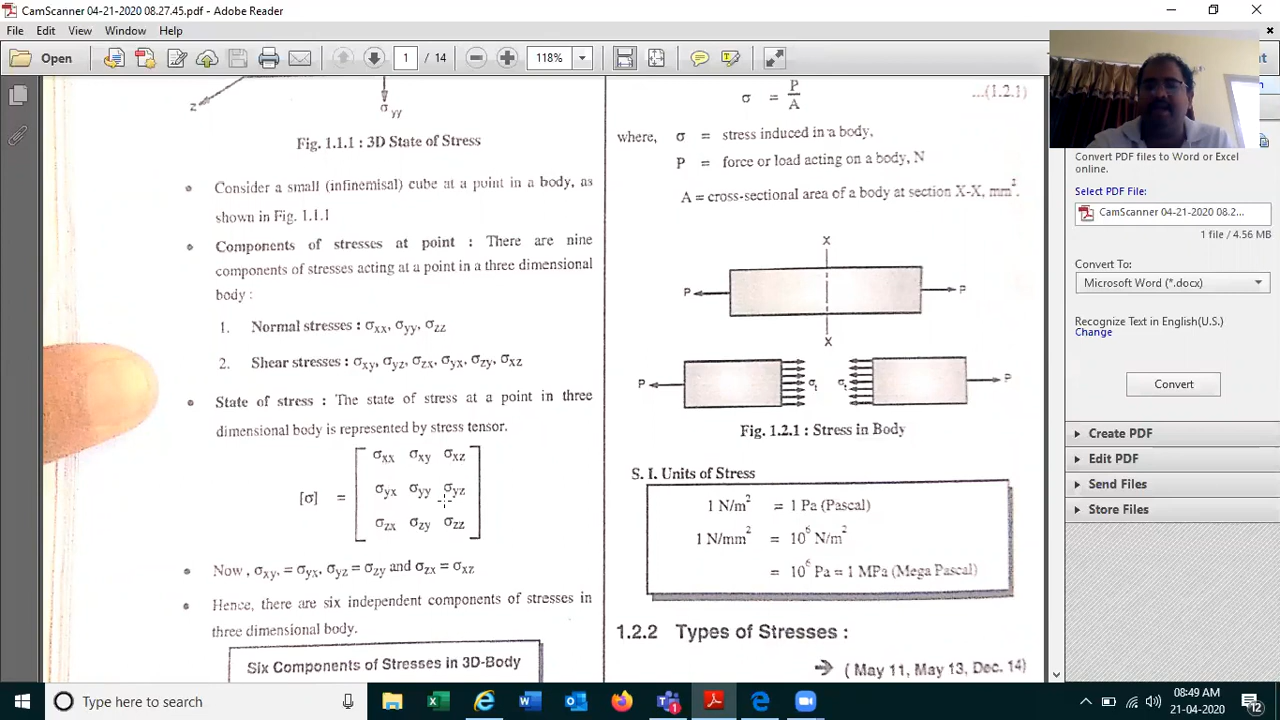 CamScanner 04-21-2020 08.27.45.pdf - Adobe Reader
File Edit View Window Help
Open
1 / 14
118%
z
σyy
Fig. 1.1.1 : 3D State of Stress
Consider a small (infinemisal) cube at a point in a body, as
shown in Fig. 1.1.1
Components of stresses at point : There are nine
components of stresses acting at a point in a three dimensional
body :
1. Normal stresses : σxx, σyy, σzz
2. Shear stresses : σxy, σyz, σzx, σyx, σzy, σxz
State of stress : The state of stress at a point in three
dimensional body is represented by stress tensor.
σxx σxy σxz
[σ] = σyx σyy σyz
σzx σzy σzz
Now , σxy, = σyx, σyz = σzy and σzx = σxz
Hence, there are six independent components of stresses in
three dimensional body.
Six Components of Stresses in 3D-Body
σ = P
A
...(1.2.1)
where, σ = stress induced in a body,
P = force or load acting on a body, N
A = cross-sectional area of a body at section X-X, mm².
X
P P
X
P σt σt P
Fig. 1.2.1 : Stress in Body
S. I. Units of Stress
1 N/m² = 1 Pa (Pascal)
1 N/mm² = 10⁶ N/m²
= 10⁶ Pa = 1 MPa (Mega Pascal)
1.2.2 Types of Stresses :
( May 11, May 13, Dec. 14)
Convert PDF files to Word or Excel
online.
Select PDF File:
CamScanner 04-21-2020 08.2...
1 file / 4.56 MB
Convert To:
Microsoft Word (*.docx)
Recognize Text in English(U.S.)
Change
Convert
Create PDF
Edit PDF
Send Files
Store Files
Type here to search
1
08:49 AM
21-04-2020
12